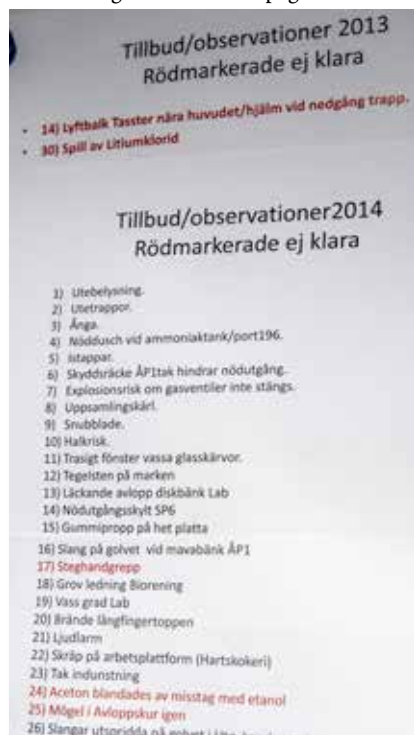 Tillbud/observationer 2013
Rödmarkerade ej klara
• 14) Lyftbalk Tasster nära huvudet/hjälm vid nedgång trapp.
• 30) Spill av Litiumklorid
Tillbud/observationer2014
Rödmarkerade ej klara
1) Utebelysning.
2) Utetrappor.
3) Ånga.
4) Nöddusch vid ammoniaktank/port196.
5) Istappar.
6) Skyddsräcke ÅP1tak hindrar nödutgång.
7) Explosionsrisk om gasventiler inte stängs.
8) Uppsamlingskärl.
9) Snubblade.
10) Halkrisk.
11) Trasigt fönster vassa glasskärvor.
12) Tegelsten på marken
13) Läckande avlopp diskbänk Lab
14) Nödutgångsskylt SP6
15) Gummipropp på het platta
16) Slang på golvet vid mavabänk ÅP1
17) Steghandgrepp
18) Grov ledning Biorening
19) Vass grad Lab
20) Brände långfingertoppen
21) Ljudlarm
22) Skräp på arbetsplattform (Hartskokeri)
23) Tak indunstning
24) Aceton blandades av misstag med etanol
25) Mögel i Avloppskur igen
26) Slangar utspridda på golvet i